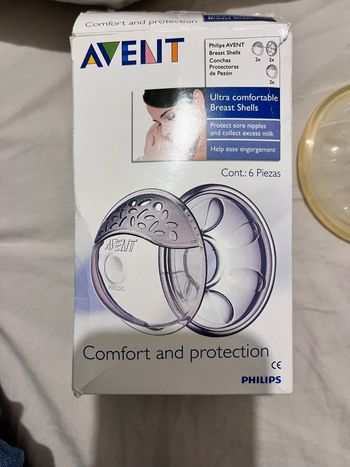 Comfort and protection
AVENT
Philips AVENT
Breast Shells
Conchas
Protectoras
de Pezón
2x
2x
2x
Ultra comfortable
Breast Shells
Protect sore nipples
and collect excess milk
Help ease engorgement
Cont.: 6 Piezas
AVENT
PHILIPS
Comfort and protection
CE
PHILIPS